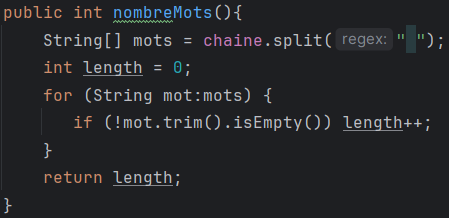 public int nombreMots(){
    String[] mots = chaine.split( regex: " ");
    int length = 0;
    for (String mot:mots) {
        if (!mot.trim().isEmpty()) length++;
    }
    return length;
}